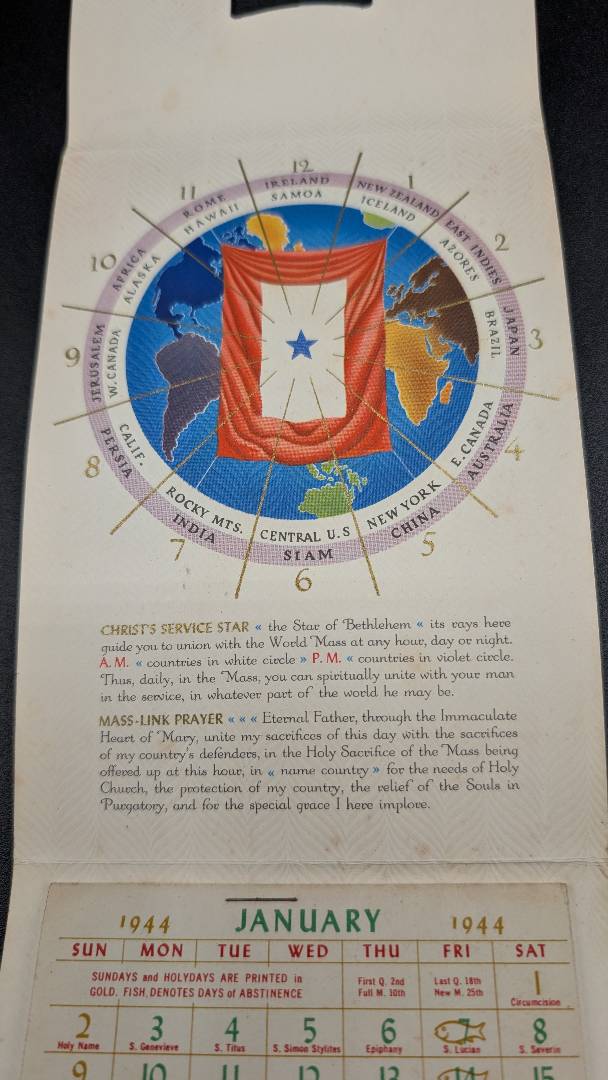 12
IRELAND
SAMOA
1
NEW ZEALAND
ICELAND
2
EAST INDIES
AZORES
3
JAPAN
BRAZIL
4
AUSTRALIA
E. CANADA
5
CHINA
NEW YORK
6
SIAM
CENTRAL U.S
7
INDIA
ROCKY MTS.
8
PERSIA
CALIF.
9
JERUSALEM
W. CANADA
10
AFRICA
ALASKA
11
ROME
HAWAII
CHRIST'S SERVICE STAR « the Star of Bethlehem « its rays here
guide you to union with the World Mass at any hour, day or night.
A.M. « countries in white circle » P.M. « countries in violet circle.
Thus, daily, in the Mass, you can spiritually unite with your man
in the service, in whatever part of the world he may be.
MASS-LINK PRAYER « « « Eternal Father, through the Immaculate
Heart of Mary, unite my sacrifices of this day with the sacrifices
of my country's defenders, in the Holy Sacrifice of the Mass being
offered up at this hour, in « name country » for the needs of Holy
Church, the protection of my country, the relief of the Souls in
Purgatory, and for the special grace I here implore.
1944 JANUARY 1944
SUN MON TUE WED THU FRI SAT
SUNDAYS and HOLYDAYS ARE PRINTED in
GOLD. FISH DENOTES DAYS of ABSTINENCE
First Q. 2nd
Full M. 10th
Last Q. 18th
New M. 25th
1
Circumcision
2 3 4 5 6 7 8
Holy Name S. Genevieve S. Titus S. Simon Stylites Epiphany S. Lucian S. Severin
9 10 11 12 13 14 15